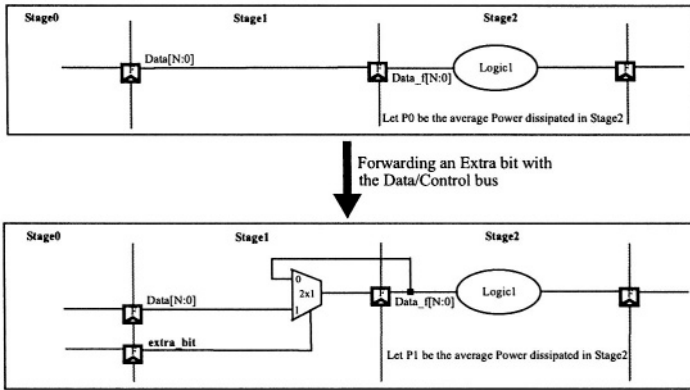 Stage0
Stage1
Stage2
F
Data[N:0]
F
Data_f[N:0]
Logic1
F
Let P0 be the average Power dissipated in Stage2
Forwarding an Extra bit with
the Data/Control bus
Stage0
Stage1
Stage2
0
2x1
1
F
Data[N:0]
F
Data_f[N:0]
Logic1
F
F
extra_bit
Let P1 be the average Power dissipated in Stage2